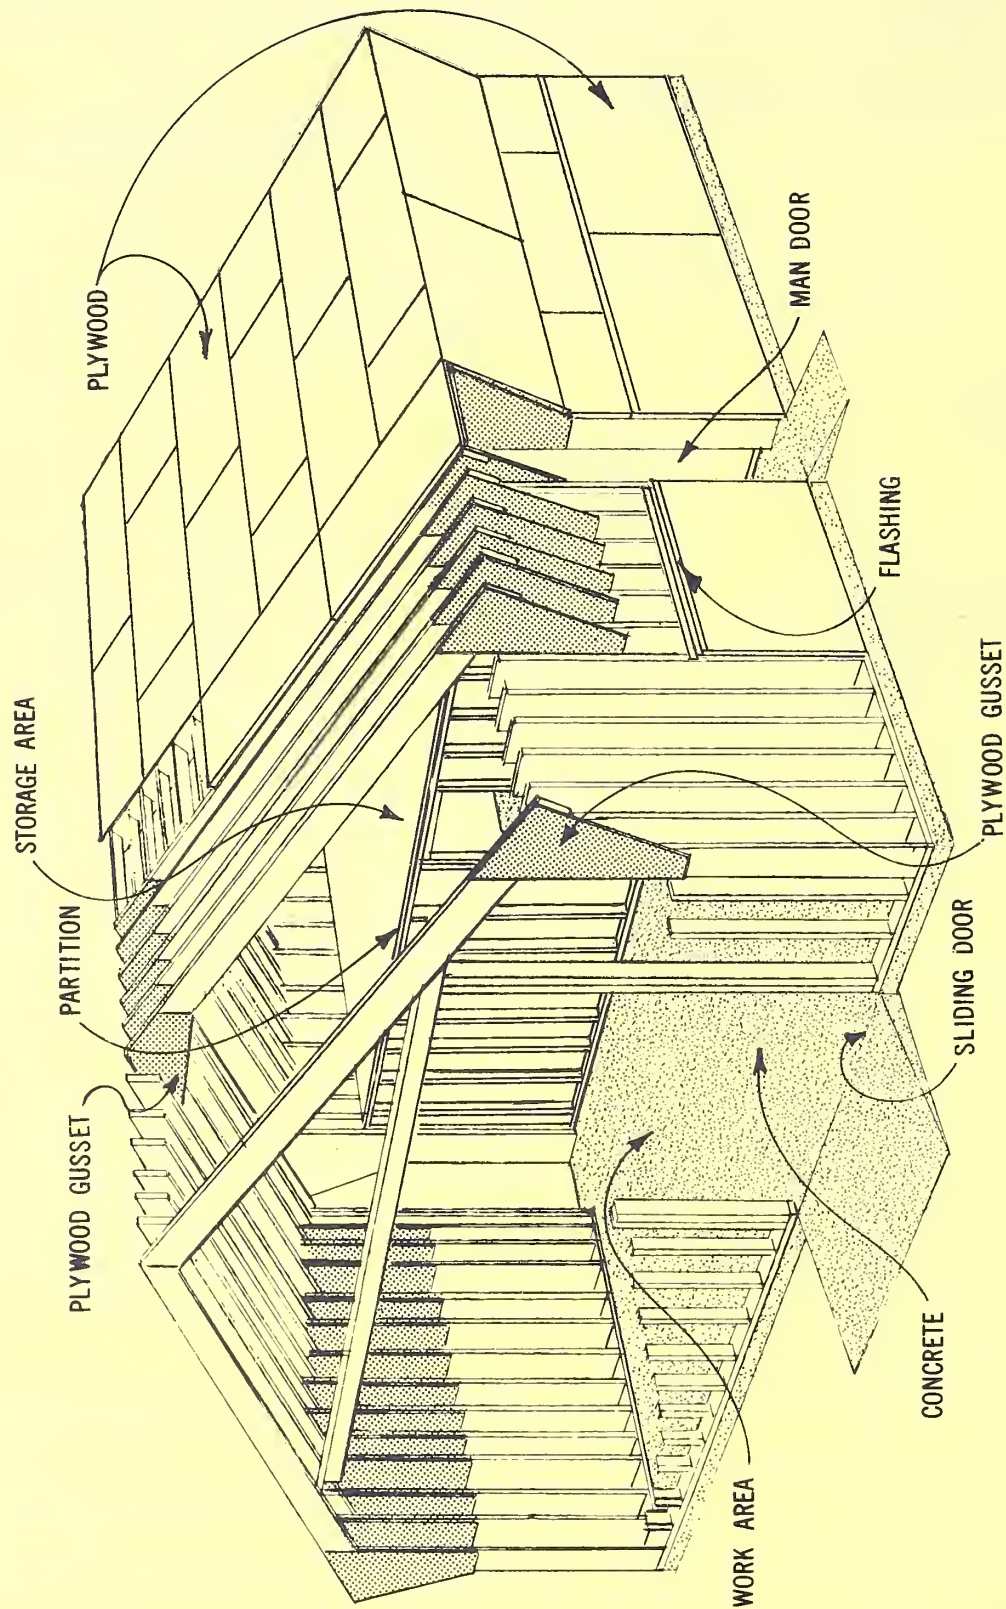 PLYWOOD
STORAGE AREA
PARTITION
PLYWOOD GUSSET
MAN DOOR
FLASHING
PLYWOOD GUSSET
SLIDING DOOR
CONCRETE
WORK AREA